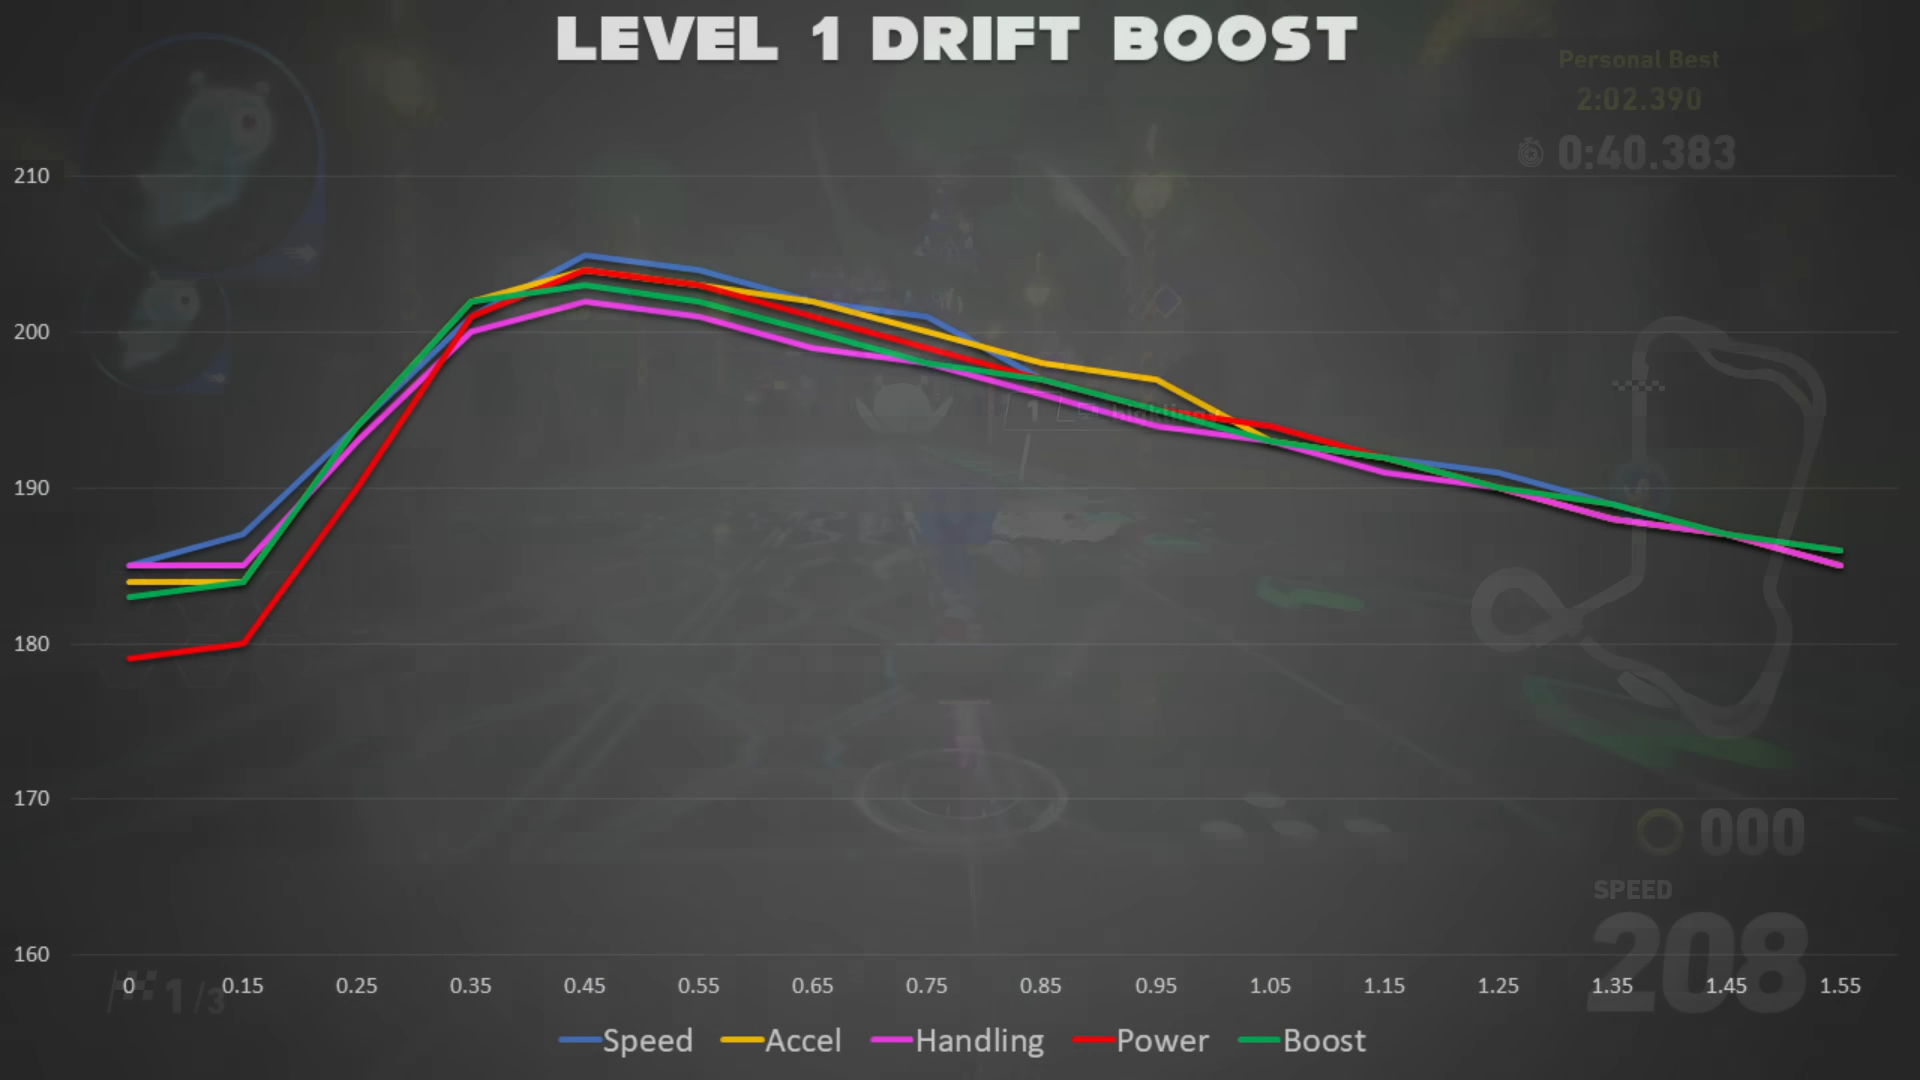 LEVEL 1 DRIFT BOOST
Personal Best
2:02.390
0:40.383
210
200
190
180
170
160
1
000
SPEED
208
1/3
0 0.15 0.25 0.35 0.45 0.55 0.65 0.75 0.85 0.95 1.05 1.15 1.25 1.35 1.45 1.55
Speed Accel Handling Power Boost